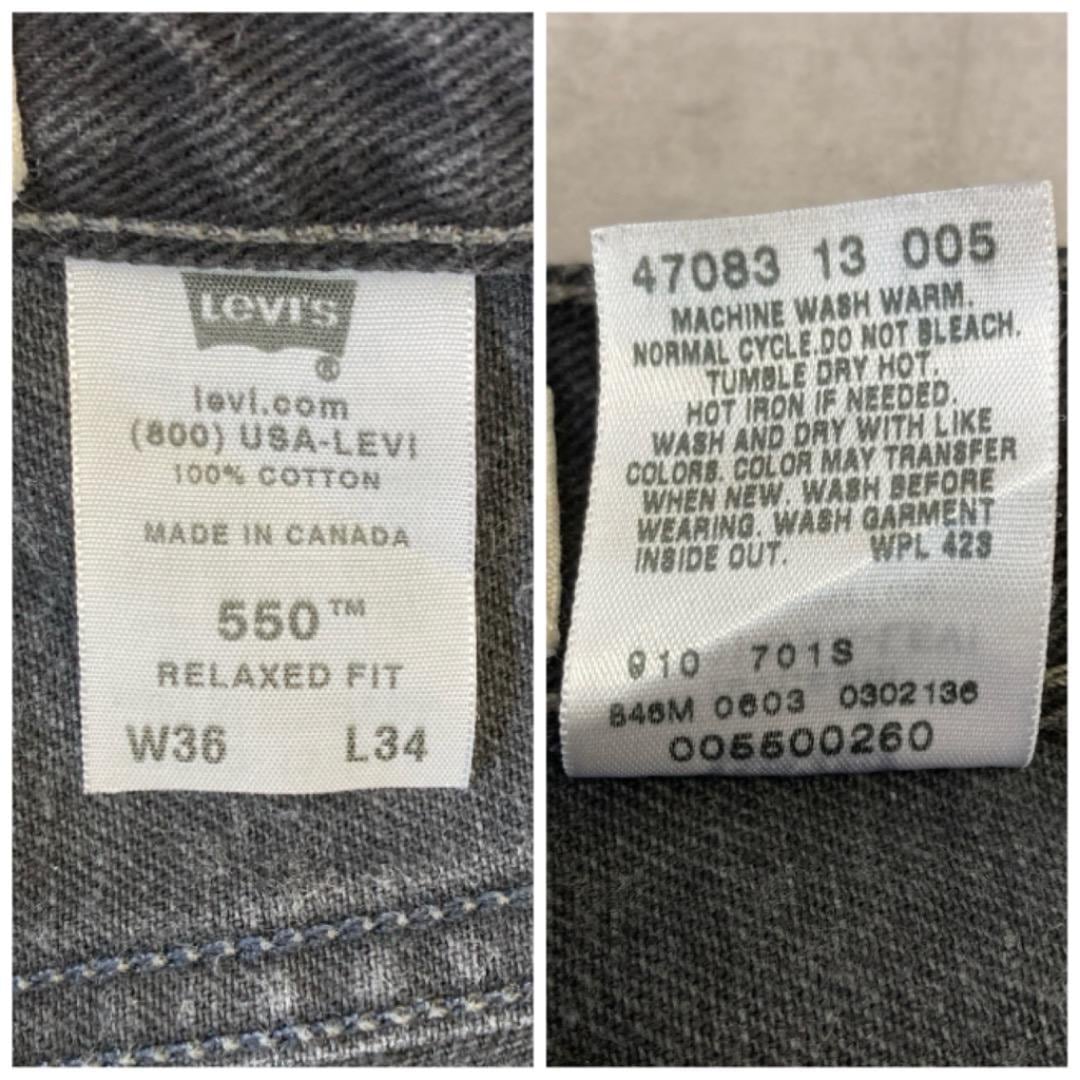 Levi's
®
levi.com
(800) USA-LEVI
100% COTTON
MADE IN CANADA
550™
RELAXED FIT
W36 L34
47083 13 005
MACHINE WASH WARM.
NORMAL CYCLE.DO NOT BLEACH.
TUMBLE DRY HOT.
HOT IRON IF NEEDED.
WASH AND DRY WITH LIKE
COLORS. COLOR MAY TRANSFER
WHEN NEW. WASH BEFORE
WEARING. WASH GARMENT
INSIDE OUT. WPL 423
910 701S
B46M 0603 0302136
005500260